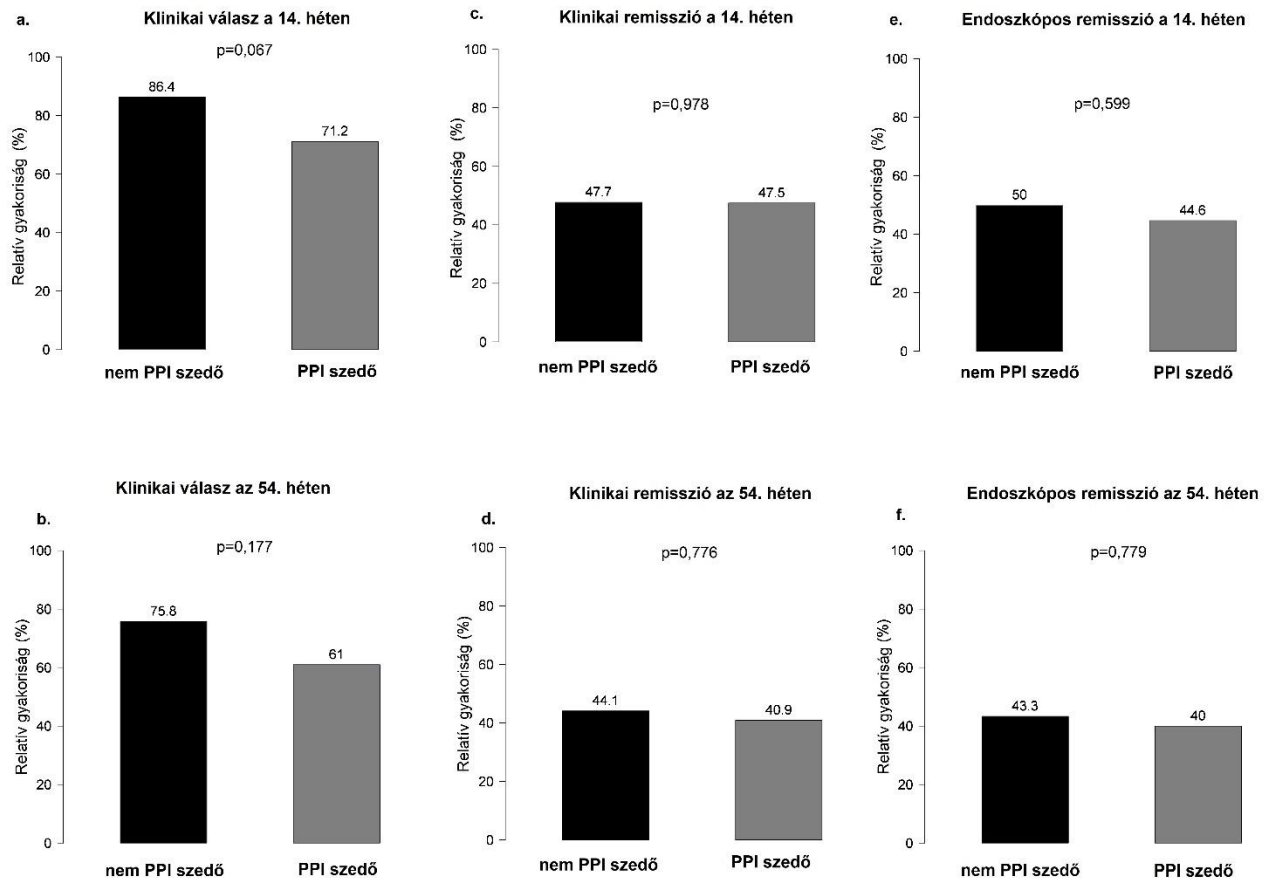 a.
Klinikai válasz a 14. héten
p=0,067
Relatív gyakoriság (%)
100
80
60
40
20
0
86.4
71.2
nem PPI szedő
PPI szedő
c.
Klinikai remisszió a 14. héten
p=0,978
Relatív gyakoriság (%)
100
80
60
40
20
0
47.7
47.5
nem PPI szedő
PPI szedő
e.
Endoszkópos remisszió a 14. héten
p=0,599
Relatív gyakoriság (%)
100
80
60
40
20
0
50
44.6
nem PPI szedő
PPI szedő
Klinikai válasz az 54. héten
b.
p=0,177
Relatív gyakoriság (%)
100
80
60
40
20
0
75.8
61
nem PPI szedő
PPI szedő
Klinikai remisszió az 54. héten
d.
p=0,776
Relatív gyakoriság (%)
100
80
60
40
20
0
44.1
40.9
nem PPI szedő
PPI szedő
Endoszkópos remisszió az 54. héten
f.
p=0,779
Relatív gyakoriság (%)
100
80
60
40
20
0
43.3
40
nem PPI szedő
PPI szedő